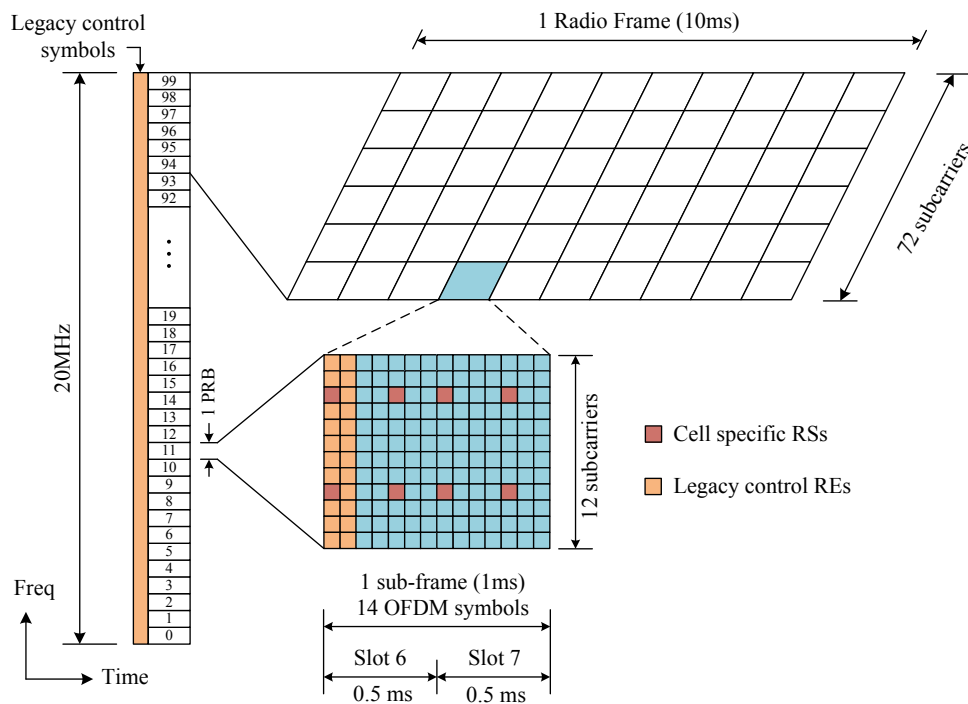 Legacy control
symbols
1 Radio Frame (10ms)
99
98
97
96
95
94
93
92
72 subcarriers
20MHz
19
18
17
16
15
14
13
12
11
10
9
8
7
6
5
4
3
2
1
0
1 PRB
12 subcarriers
Cell specific RSs
Legacy control REs
1 sub-frame (1ms)
14 OFDM symbols
Slot 6
Slot 7
0.5 ms
0.5 ms
Freq
Time